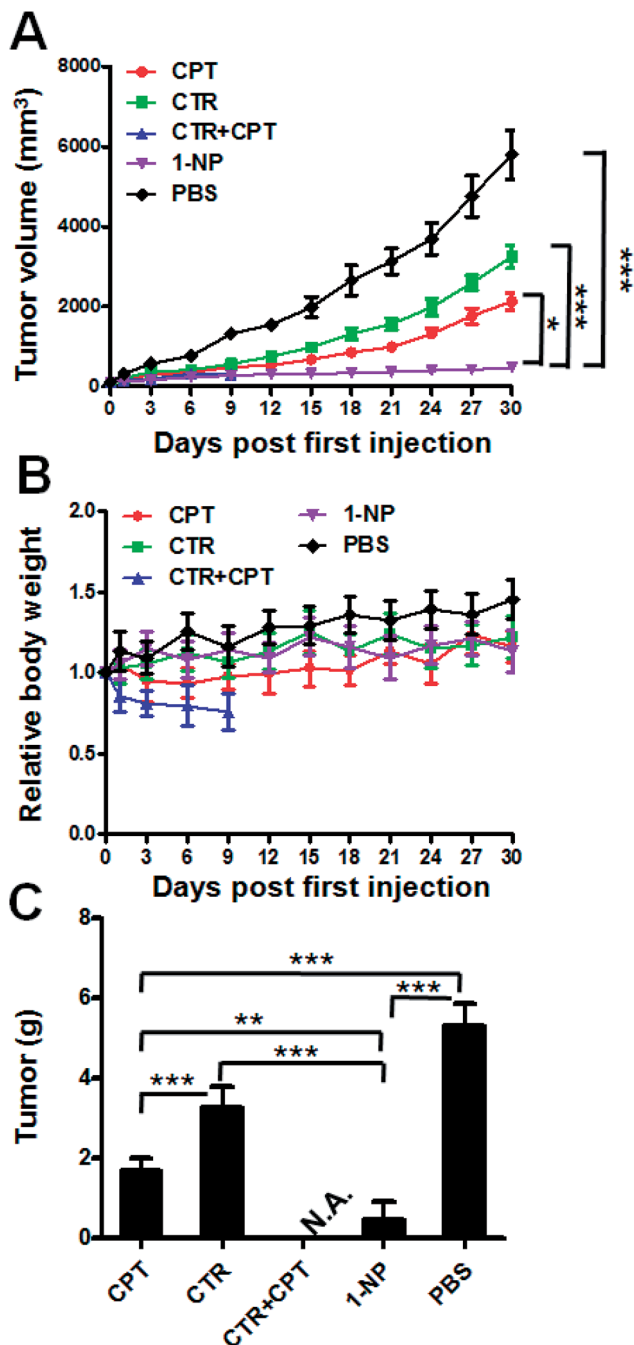 A
Tumor volume (mm³)
8000
6000
4000
2000
0
CPT
CTR
CTR+CPT
1-NP
PBS
*
***
***
0 3 6 9 12 15 18 21 24 27 30
Days post first injection
B
Relative body weight
2.0
1.5
1.0
0.5
0.0
CPT
CTR
CTR+CPT
1-NP
PBS
0 3 6 9 12 15 18 21 24 27 30
Days post first injection
C
Tumor (g)
8
6
4
2
0
***
***
**
***
***
N.A.
CPT
CTR
CTR+CPT
1-NP
PBS